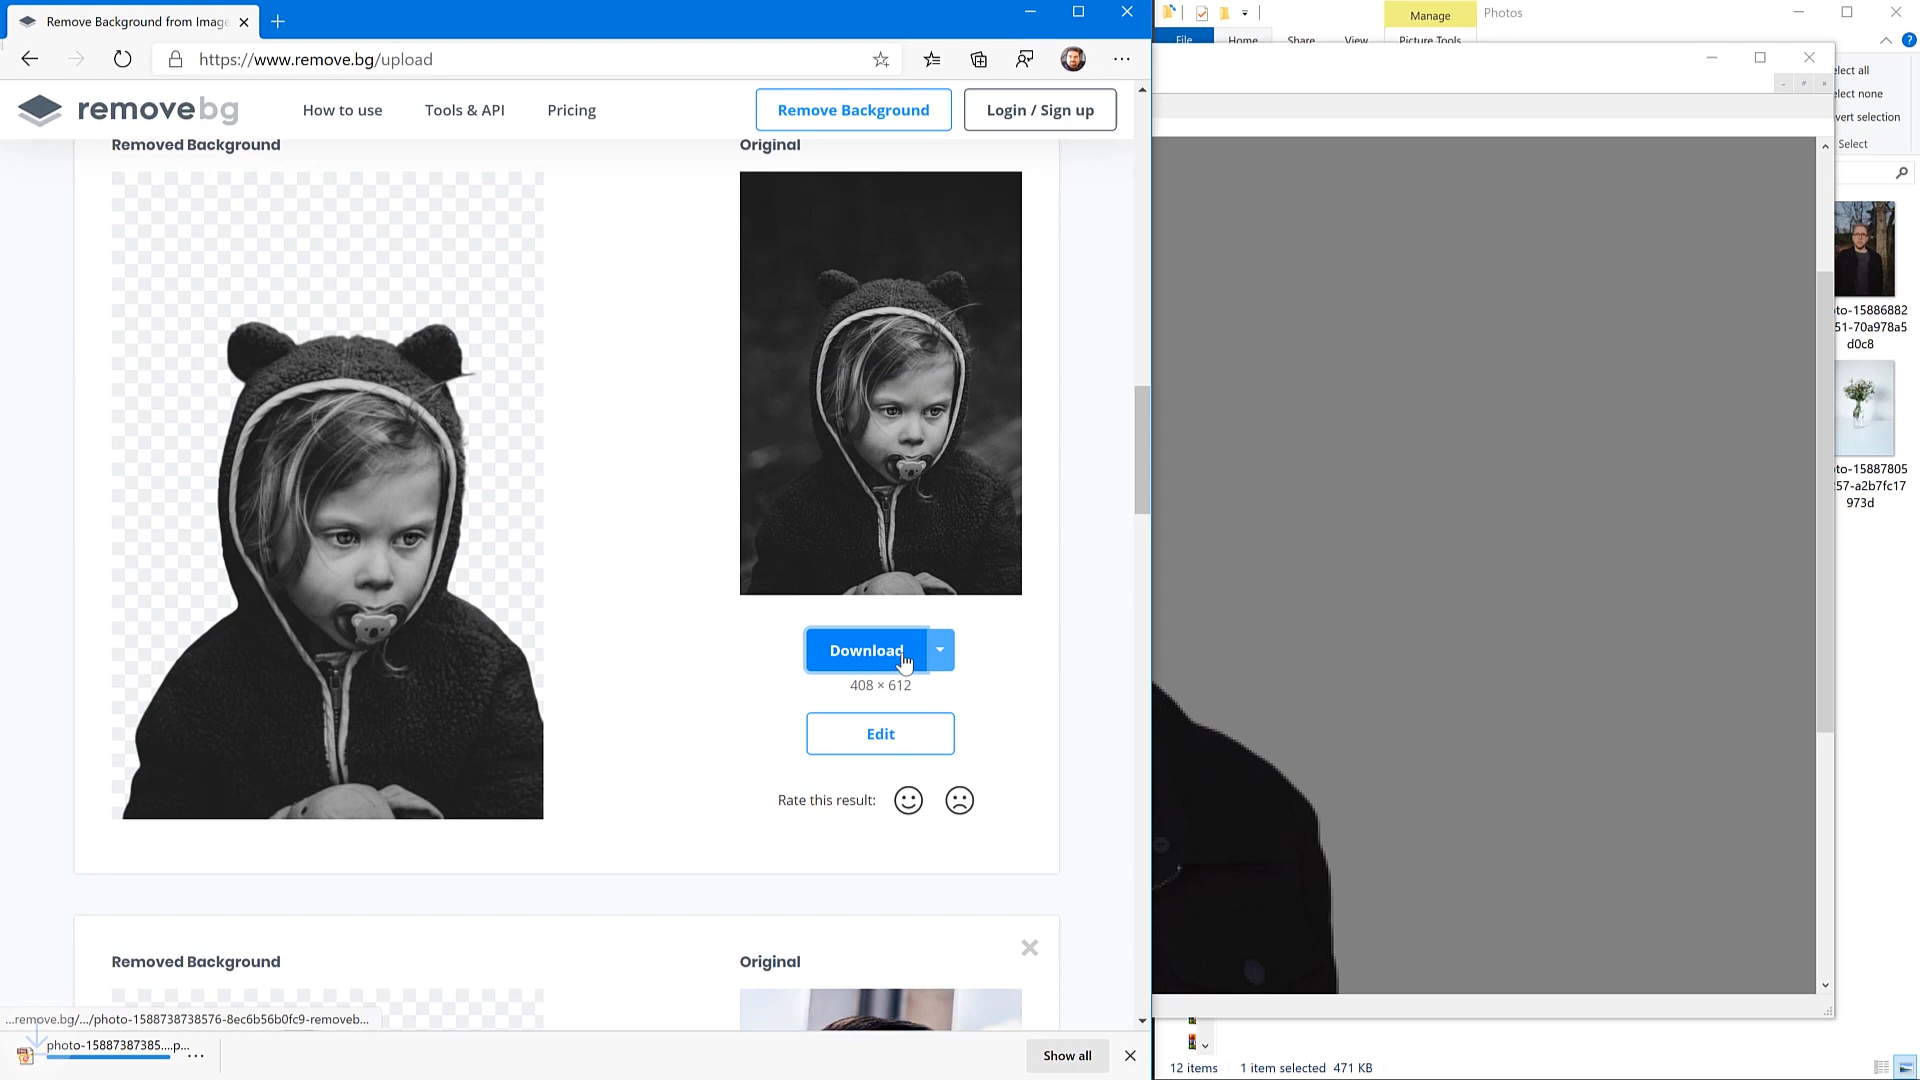 Remove Background from Image
https://www.remove.bg/upload
removebg
How to use
Tools & API
Pricing
Remove Background
Login / Sign up
Removed Background
Original
Download
408 × 612
Edit
Rate this result:
Removed Background
Original
...remove.bg/.../photo-1588738738576-8ec6b56b0fc9-removeb...
photo-15887387385....p...
Show all
Manage
Photos
File
Home
Share
View
Picture Tools
elect all
elect none
vert selection
Select
to-15886882
51-70a978a5
d0c8
to-15887805
57-a2b7fc17
973d
12 items
1 item selected 471 KB